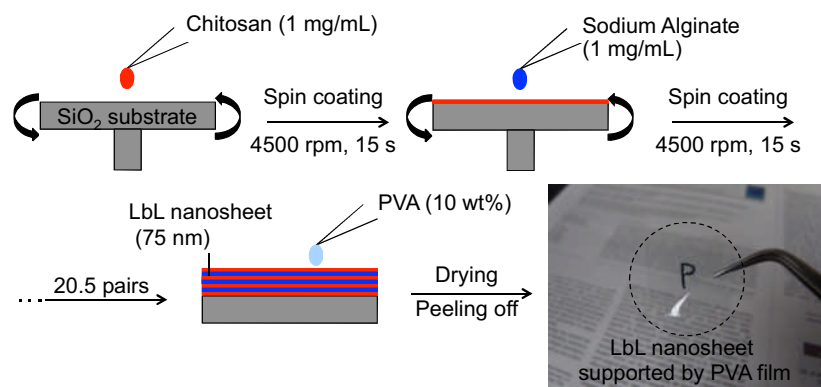 Chitosan (1 mg/mL)
Sodium Alginate
(1 mg/mL)
SiO2 substrate
Spin coating
4500 rpm, 15 s
Spin coating
4500 rpm, 15 s
LbL nanosheet
(75 nm)
PVA (10 wt%)
20.5 pairs
Drying
Peeling off
P
LbL nanosheet
supported by PVA film